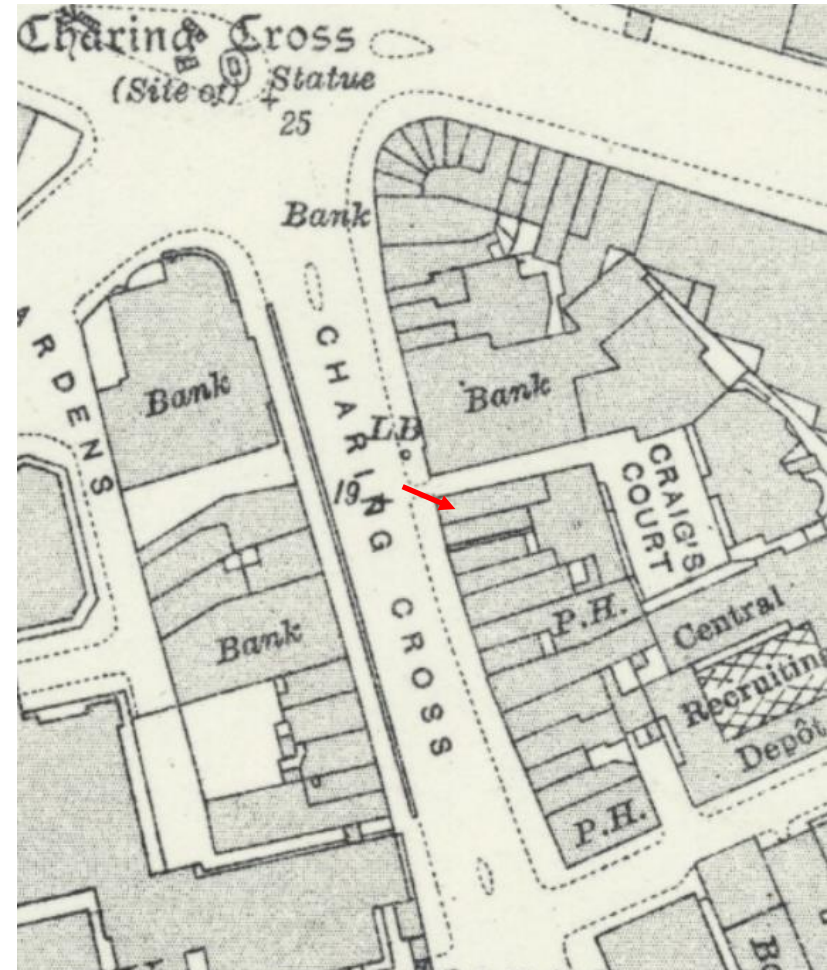 Charing Cross
(Site of)
Statue
25
Bank
ARDENS
Bank
CHARING CROSS
LB
19
Bank
CRAIG'S
COURT
Bank
P.H.
Central
Recruiting
Depôt
P.H.